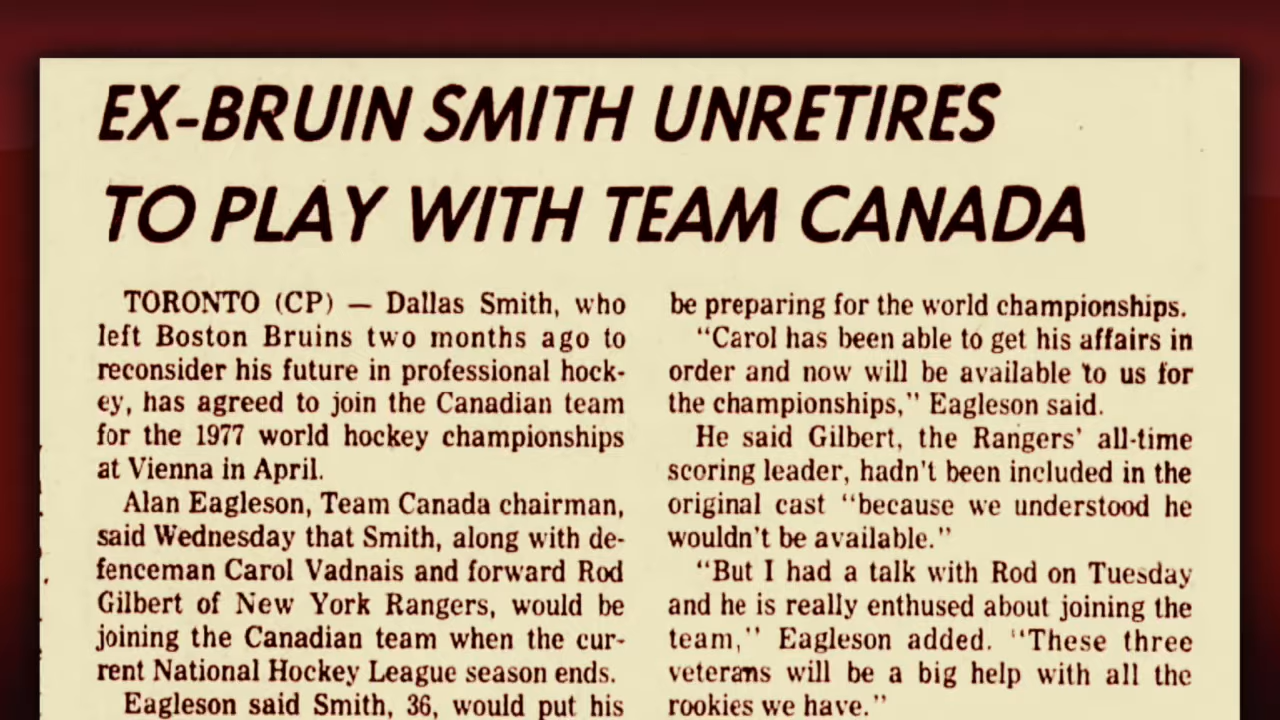 EX-BRUIN SMITH UNRETIRES
TO PLAY WITH TEAM CANADA
TORONTO (CP) — Dallas Smith, who
left Boston Bruins two months ago to
reconsider his future in professional hock-
ey, has agreed to join the Canadian team
for the 1977 world hockey championships
at Vienna in April.
Alan Eagleson, Team Canada chairman,
said Wednesday that Smith, along with de-
fenceman Carol Vadnais and forward Rod
Gilbert of New York Rangers, would be
joining the Canadian team when the cur-
rent National Hockey League season ends.
Eagleson said Smith, 36, would put his
be preparing for the world championships.
"Carol has been able to get his affairs in
order and now will be available to us for
the championships," Eagleson said.
He said Gilbert, the Rangers' all-time
scoring leader, hadn't been included in the
original cast "because we understood he
wouldn't be available."
"But I had a talk with Rod on Tuesday
and he is really enthused about joining the
team," Eagleson added. "These three
veterans will be a big help with all the
rookies we have."